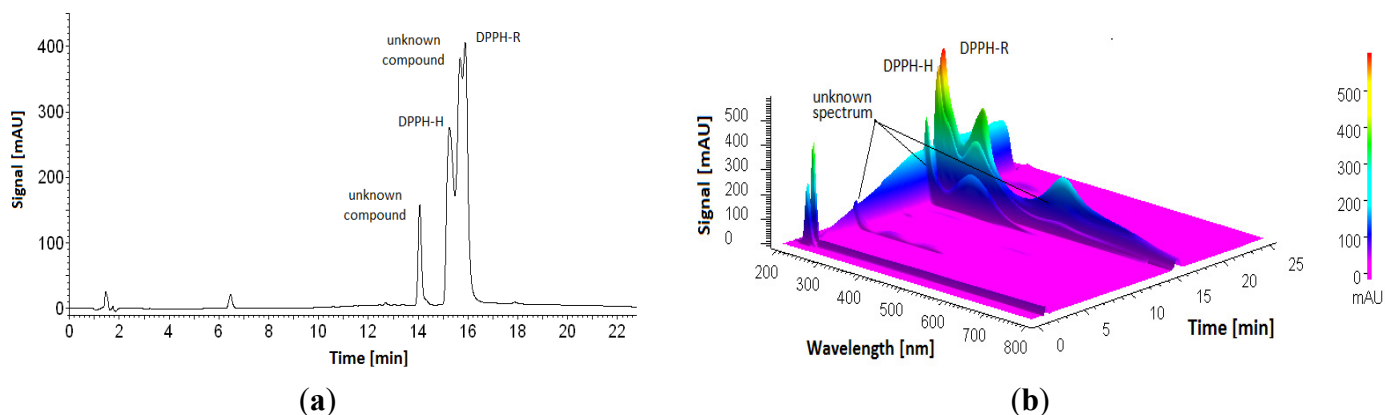 400
300
200
100
0
Signal [mAU]
unknown
compound
DPPH-H
unknown
compound
DPPH-R
0 2 4 6 8 10 12 14 16 18 20 22
Time [min]
(a)
DPPH-R
DPPH-H
unknown
spectrum
500
400
300
200
100
0
Signal [mAU]
200 300 400 500 600 700 800
Wavelength [nm]
0 5 10 15 20 25
Time [min]
500
400
300
200
100
0
mAU
(b)